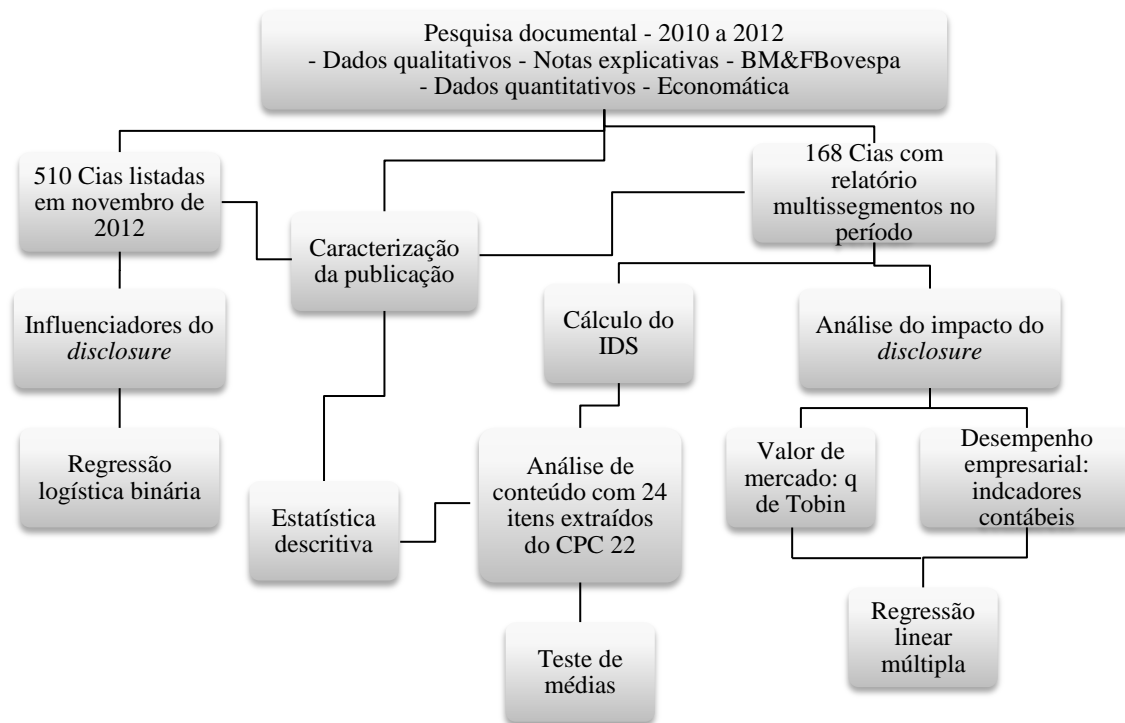 Pesquisa documental - 2010 a 2012
- Dados qualitativos - Notas explicativas - BM&FBovespa
- Dados quantitativos - Economática
510 Cias listadas
em novembro de
2012
168 Cias com
relatório
multissegmentos no
período
Caracterização
da publicação
Influenciadores do
disclosure
Cálculo do
IDS
Análise do impacto do
disclosure
Regressão
logística binária
Estatística
descritiva
Análise de
conteúdo com 24
itens extraídos
do CPC 22
Valor de
mercado: q
de Tobin
Desempenho
empresarial:
indcadores
contábeis
Teste de
médias
Regressão
linear
múltipla